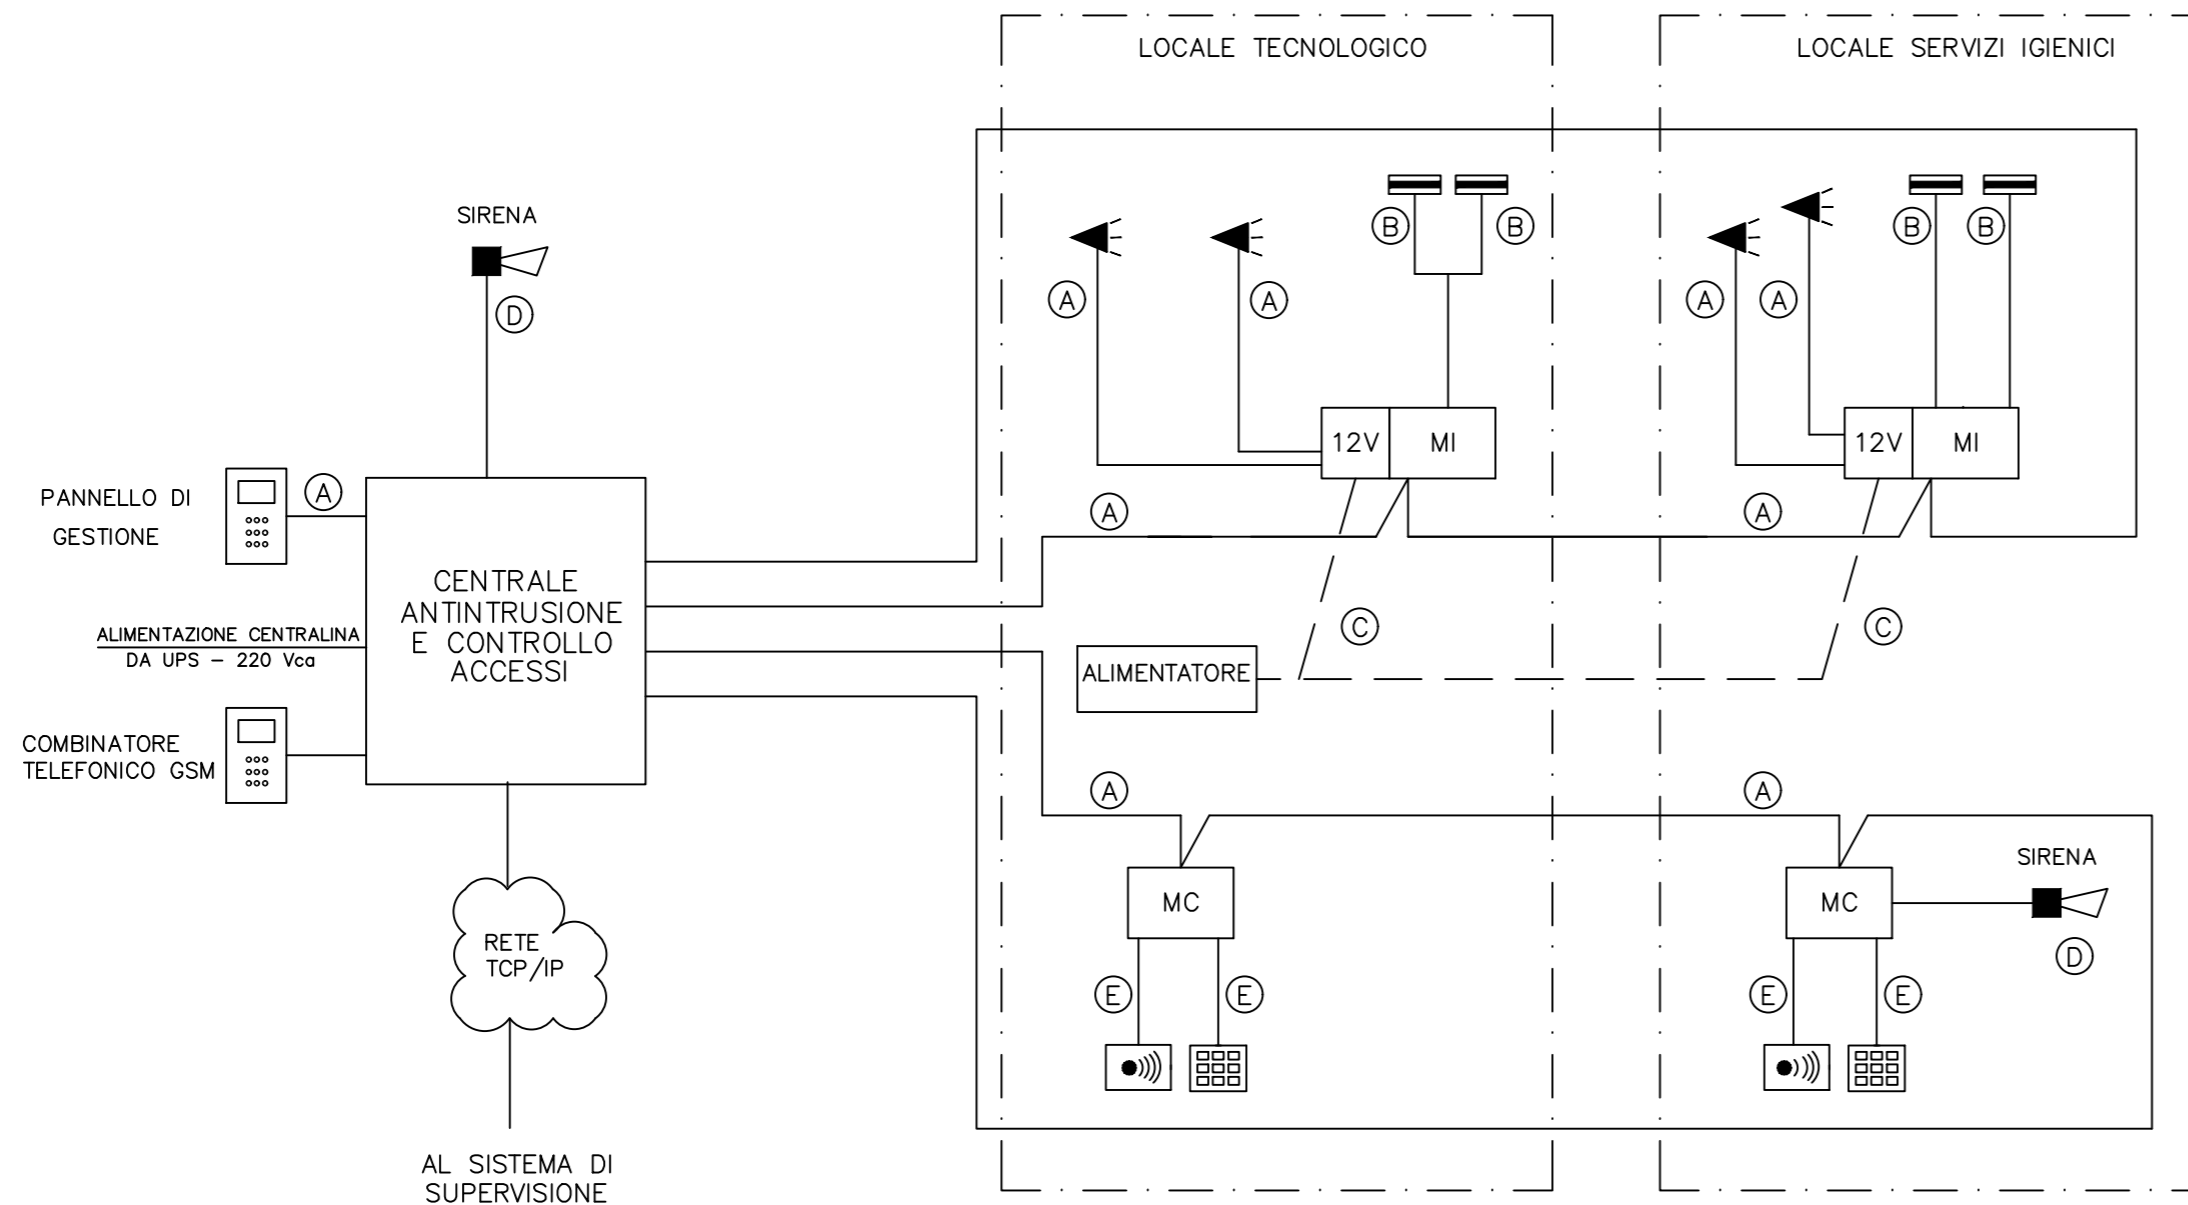 LOCALE TECNOLOGICO
LOCALE SERVIZI IGIENICI
SIRENA
D
PANNELLO DI
GESTIONE
A
ALIMENTAZIONE CENTRALINA
DA UPS – 220 Vca
COMBINATORE
TELEFONICO GSM
CENTRALE
ANTINTRUSIONE
E CONTROLLO
ACCESSI
RETE
TCP/IP
AL SISTEMA DI
SUPERVISIONE
B
B
A
A
12V
MI
A
C
ALIMENTATORE
A
MC
E
E
B
B
A
A
12V
MI
A
C
A
MC
SIRENA
D
E
E